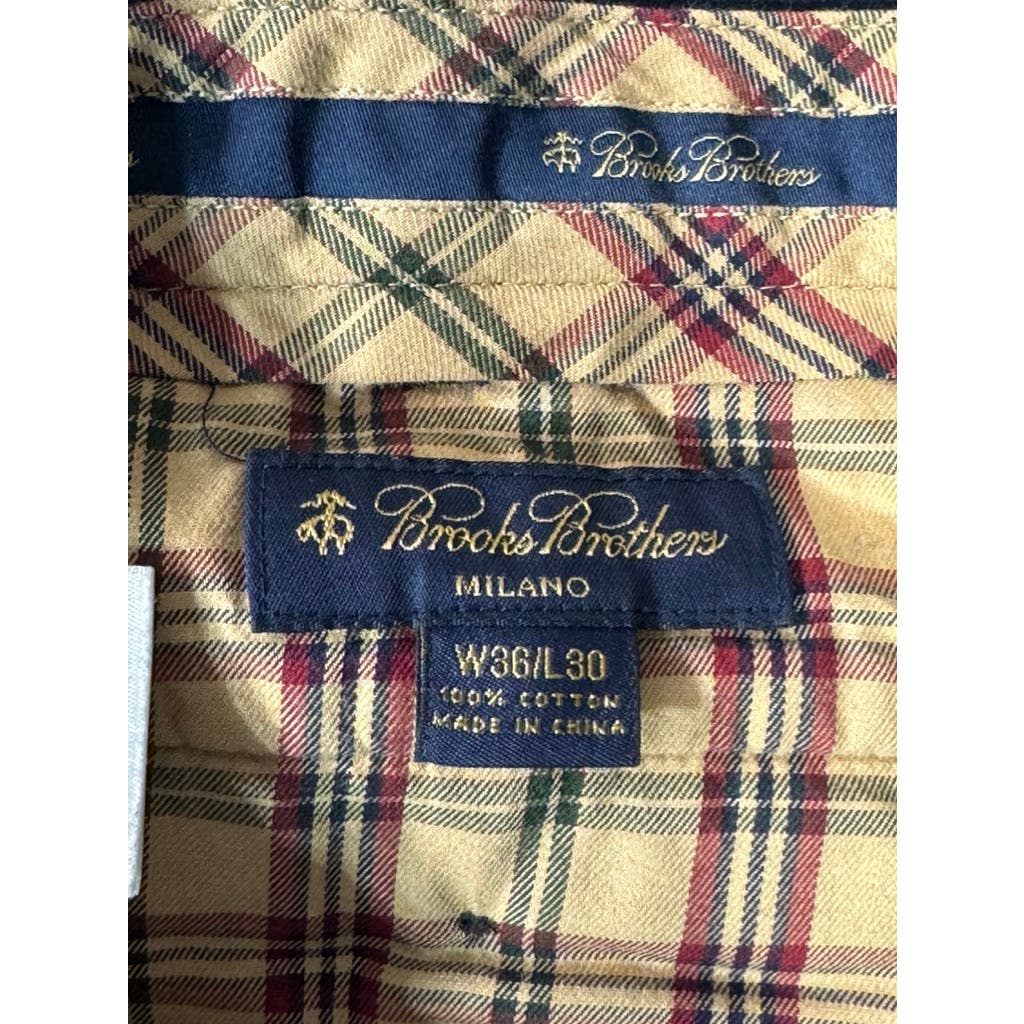 Brooks Brothers
Brooks Brothers
MILANO
W36/L30
100% COTTON
MADE IN CHINA